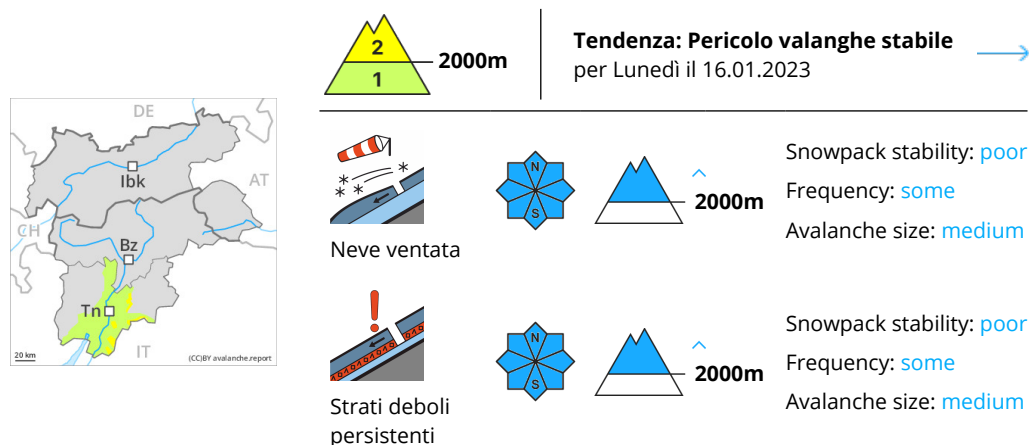 2
1
2000m
Tendenza: Pericolo valanghe stabile
per Lunedì il 16.01.2023
DE
Ibk
AT
CH
Bz
Tn
IT
20 km
(CC)BY avalanche.report
N
S
2000m
Snowpack stability: poor
Frequency: some
Avalanche size: medium
Neve ventata
N
S
2000m
Snowpack stability: poor
Frequency: some
Avalanche size: medium
Strati deboli
persistenti